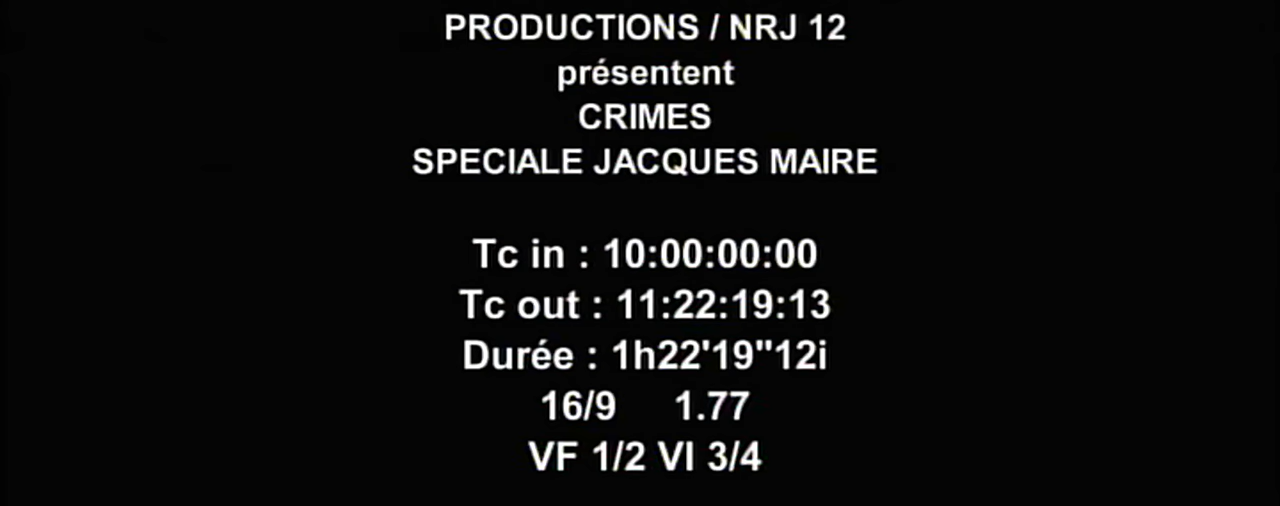 PRODUCTIONS / NRJ 12
présentent
CRIMES
SPECIALE JACQUES MAIRE
Tc in : 10:00:00:00
Tc out : 11:22:19:13
Durée : 1h22'19"12i
16/9 1.77
VF 1/2 VI 3/4